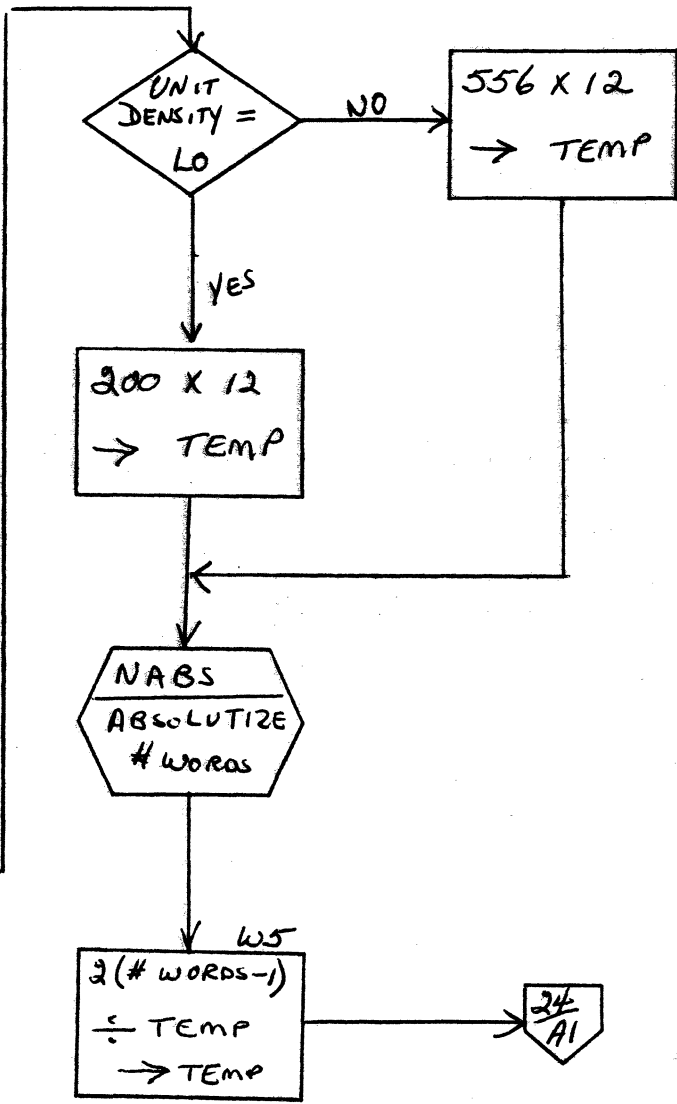 UNIT
DENSITY =
LO
NO
556 X 12
→ TEMP
YES
200 X 12
→ TEMP
NABS
ABSOLUTIZE
# WORDS
W5
2(# WORDS-1)
÷ TEMP
→ TEMP
24/
A1